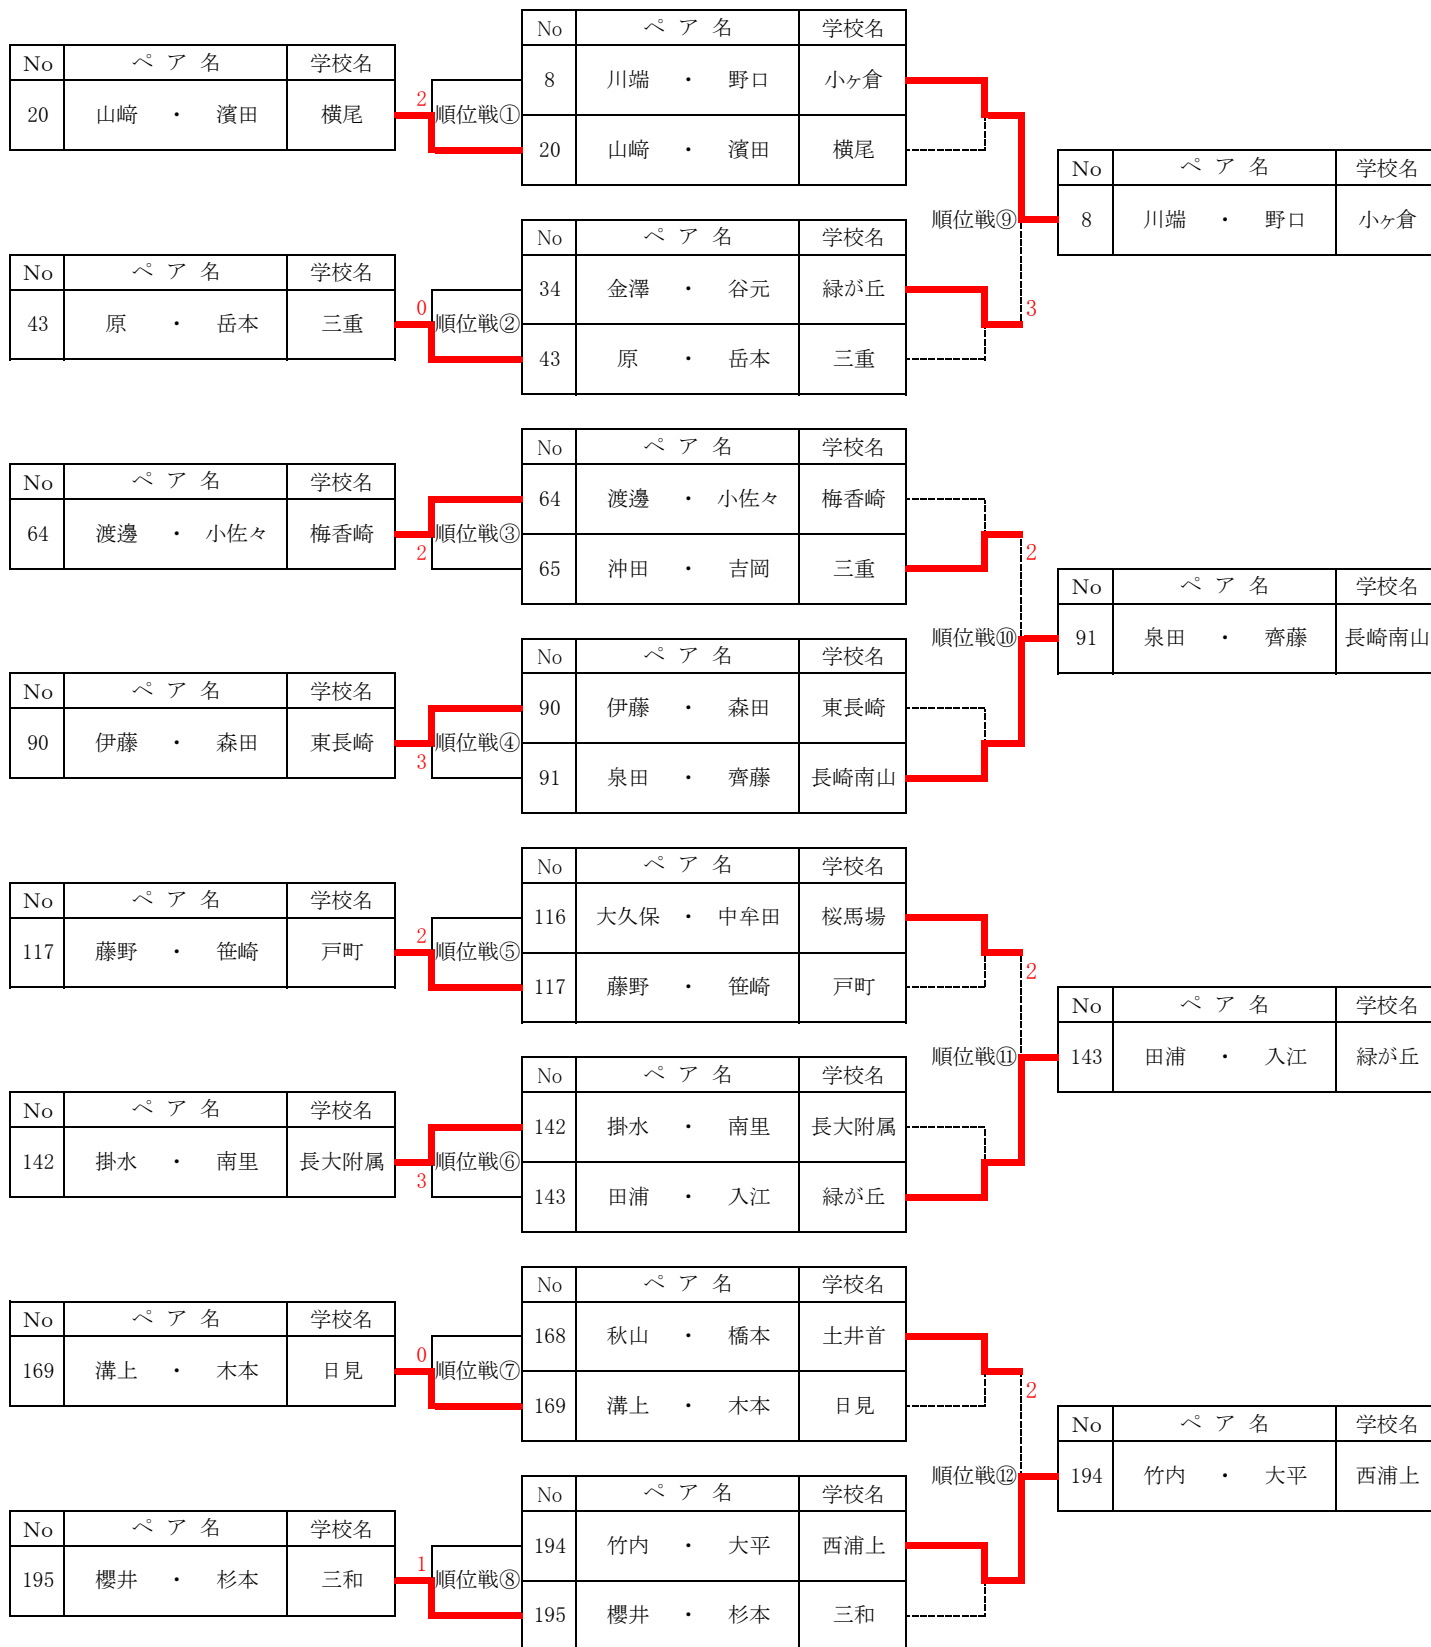 No ペア名 学校名
8 川端 ・ 野口 小ヶ倉
20 山﨑 ・ 濱田 横尾
No ペア名 学校名
20 山﨑 ・ 濱田 横尾
2 順位戦①
No ペア名 学校名
8 川端 ・ 野口 小ヶ倉
順位戦⑨
3
No ペア名 学校名
34 金澤 ・ 谷元 緑が丘
43 原 ・ 岳本 三重
No ペア名 学校名
43 原 ・ 岳本 三重
0 順位戦②
No ペア名 学校名
64 渡邊 ・ 小佐々 梅香崎
65 沖田 ・ 吉岡 三重
No ペア名 学校名
64 渡邊 ・ 小佐々 梅香崎
2 順位戦③
2
No ペア名 学校名
91 泉田 ・ 齊藤 長崎南山
順位戦⑩
No ペア名 学校名
90 伊藤 ・ 森田 東長崎
91 泉田 ・ 齊藤 長崎南山
No ペア名 学校名
90 伊藤 ・ 森田 東長崎
3 順位戦④
No ペア名 学校名
116 大久保 ・ 中牟田 桜馬場
117 藤野 ・ 笹崎 戸町
No ペア名 学校名
117 藤野 ・ 笹崎 戸町
2 順位戦⑤
2
No ペア名 学校名
143 田浦 ・ 入江 緑が丘
順位戦⑪
No ペア名 学校名
142 掛水 ・ 南里 長大附属
143 田浦 ・ 入江 緑が丘
No ペア名 学校名
142 掛水 ・ 南里 長大附属
3 順位戦⑥
No ペア名 学校名
168 秋山 ・ 橋本 土井首
169 溝上 ・ 木本 日見
No ペア名 学校名
169 溝上 ・ 木本 日見
0 順位戦⑦
2
No ペア名 学校名
194 竹内 ・ 大平 西浦上
順位戦⑫
No ペア名 学校名
194 竹内 ・ 大平 西浦上
195 櫻井 ・ 杉本 三和
No ペア名 学校名
195 櫻井 ・ 杉本 三和
1 順位戦⑧